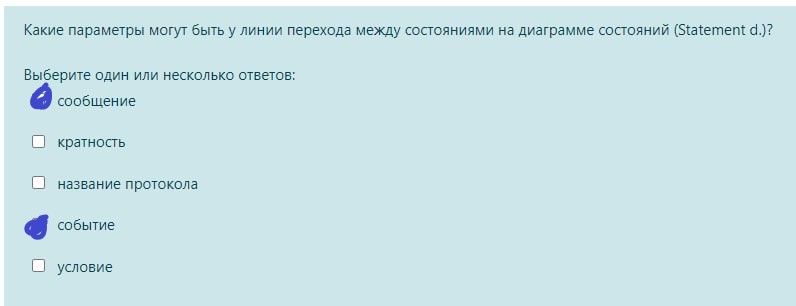 Какие параметры могут быть у линии перехода между состояниями на диаграмме состояний (Statement d.)?
Выберите один или несколько ответов:
сообщение
кратность
название протокола
событие
условие